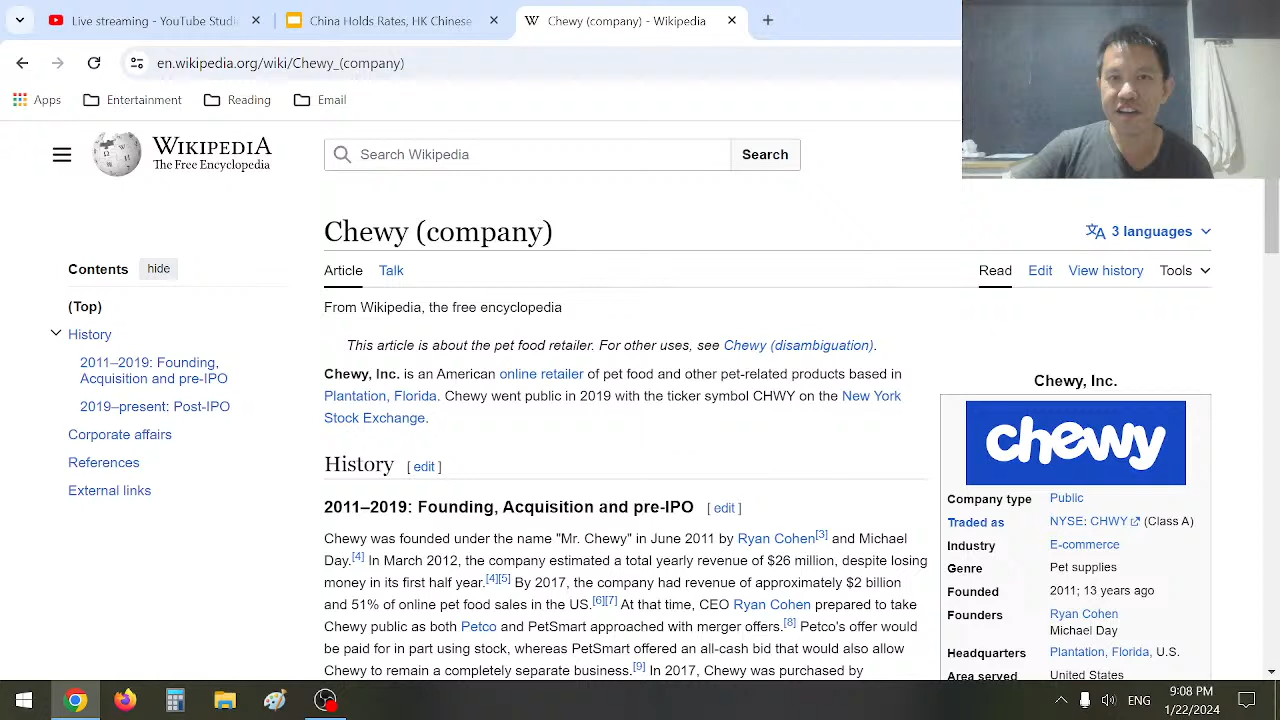 Live streaming - YouTube Studi
China Holds Rates, HK Chinese
Chewy (company) - Wikipedia
en.wikipedia.org/wiki/Chewy_(company)
Apps
Entertainment
Reading
Email
WIKIPEDIA
The Free Encyclopedia
Search Wikipedia
Search
Chewy (company)
3 languages
Contents
hide
Article
Talk
Read
Edit
View history
Tools
(Top)
From Wikipedia, the free encyclopedia
History
This article is about the pet food retailer. For other uses, see Chewy (disambiguation).
2011–2019: Founding,
Acquisition and pre-IPO
2019–present: Post-IPO
Corporate affairs
References
External links
Chewy, Inc. is an American online retailer of pet food and other pet-related products based in
Plantation, Florida. Chewy went public in 2019 with the ticker symbol CHWY on the New York
Stock Exchange.
History [ edit ]
2011–2019: Founding, Acquisition and pre-IPO [ edit ]
Chewy was founded under the name "Mr. Chewy" in June 2011 by Ryan Cohen[3] and Michael
Day.[4] In March 2012, the company estimated a total yearly revenue of $26 million, despite losing
money in its first half year.[4][5] By 2017, the company had revenue of approximately $2 billion
and 51% of online pet food sales in the US.[6][7] At that time, CEO Ryan Cohen prepared to take
Chewy public as both Petco and PetSmart approached with merger offers.[8] Petco's offer would
be paid for in part using stock, whereas PetSmart offered an all-cash bid that would also allow
Chewy to remain a completely separate business.[9] In 2017, Chewy was purchased by
Chewy, Inc.
chewy
Company type Public
Traded as NYSE: CHWY (Class A)
Industry E-commerce
Genre Pet supplies
Founded 2011; 13 years ago
Founders Ryan Cohen
Michael Day
Headquarters Plantation, Florida, U.S.
Area served United States
ENG
9:08 PM
1/22/2024